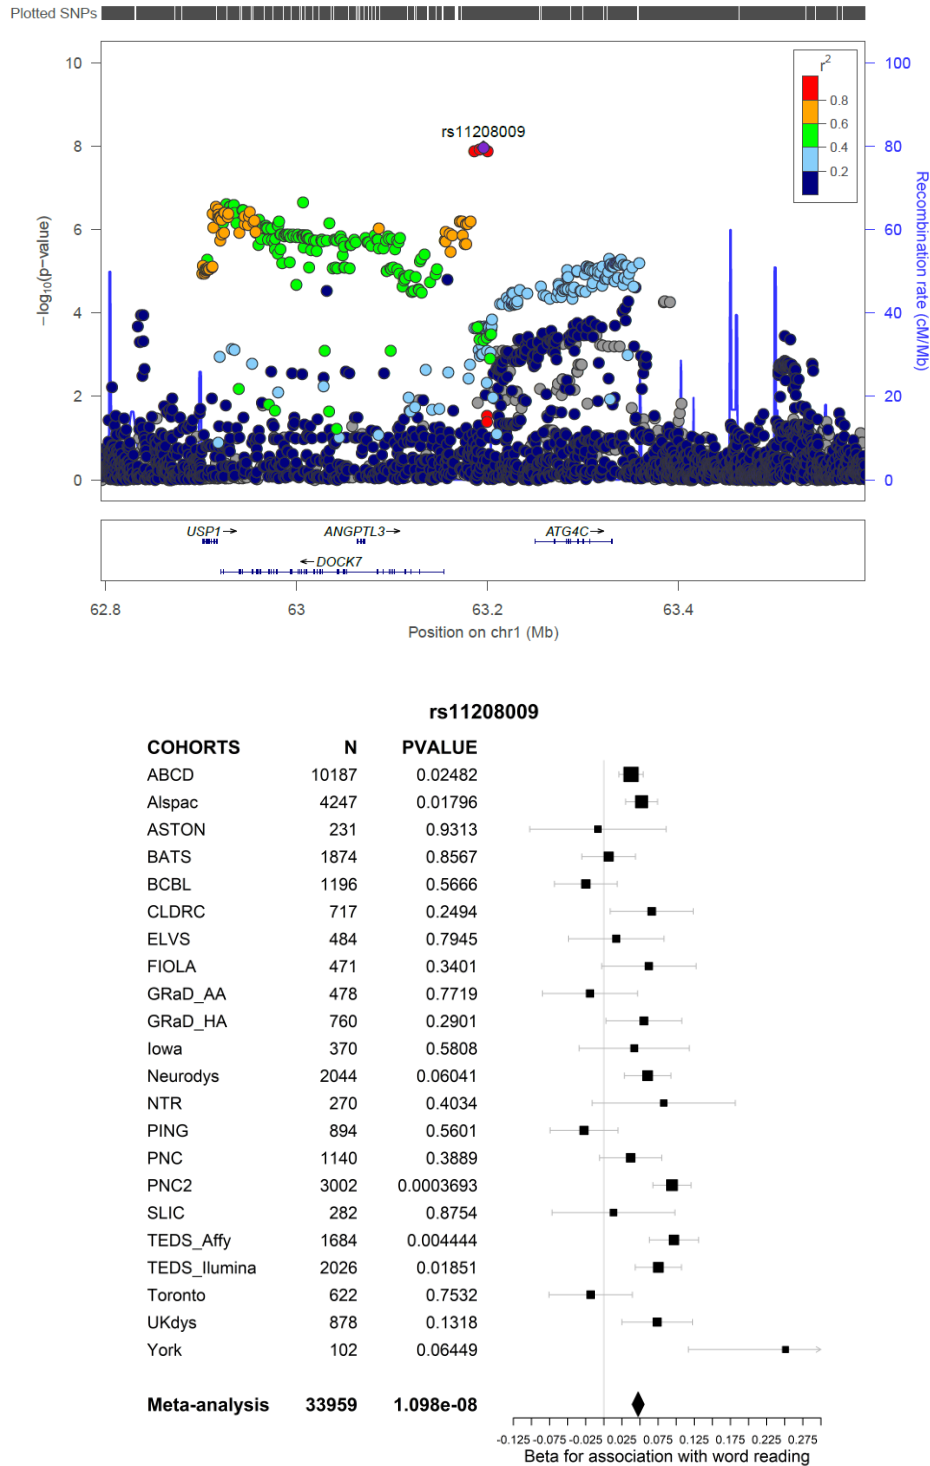 Plotted SNPs
10
8
6
4
2
0
−log10(p−value)
rs11208009
r2
0.8
0.6
0.4
0.2
100
80
60
40
20
0
Recombination rate (cM/Mb)
USP1→
ANGPTL3→
ATG4C→
←DOCK7
62.8 63 63.2 63.4
Position on chr1 (Mb)
rs11208009
COHORTS N PVALUE
ABCD 10187 0.02482
Alspac 4247 0.01796
ASTON 231 0.9313
BATS 1874 0.8567
BCBL 1196 0.5666
CLDRC 717 0.2494
ELVS 484 0.7945
FIOLA 471 0.3401
GRaD_AA 478 0.7719
GRaD_HA 760 0.2901
Iowa 370 0.5808
Neurodys 2044 0.06041
NTR 270 0.4034
PING 894 0.5601
PNC 1140 0.3889
PNC2 3002 0.0003693
SLIC 282 0.8754
TEDS_Affy 1684 0.004444
TEDS_Ilumina 2026 0.01851
Toronto 622 0.7532
UKdys 878 0.1318
York 102 0.06449
Meta-analysis 33959 1.098e-08
-0.125 -0.075 -0.025 0.025 0.075 0.125 0.175 0.225 0.275
Beta for association with word reading